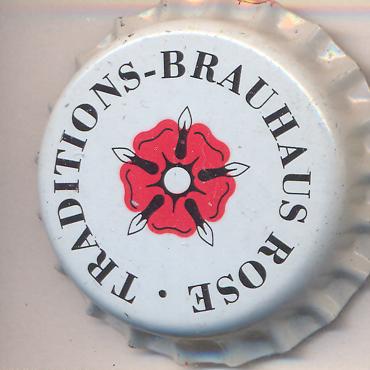 TRADITIONS-BRAUHAUS ROSE ·